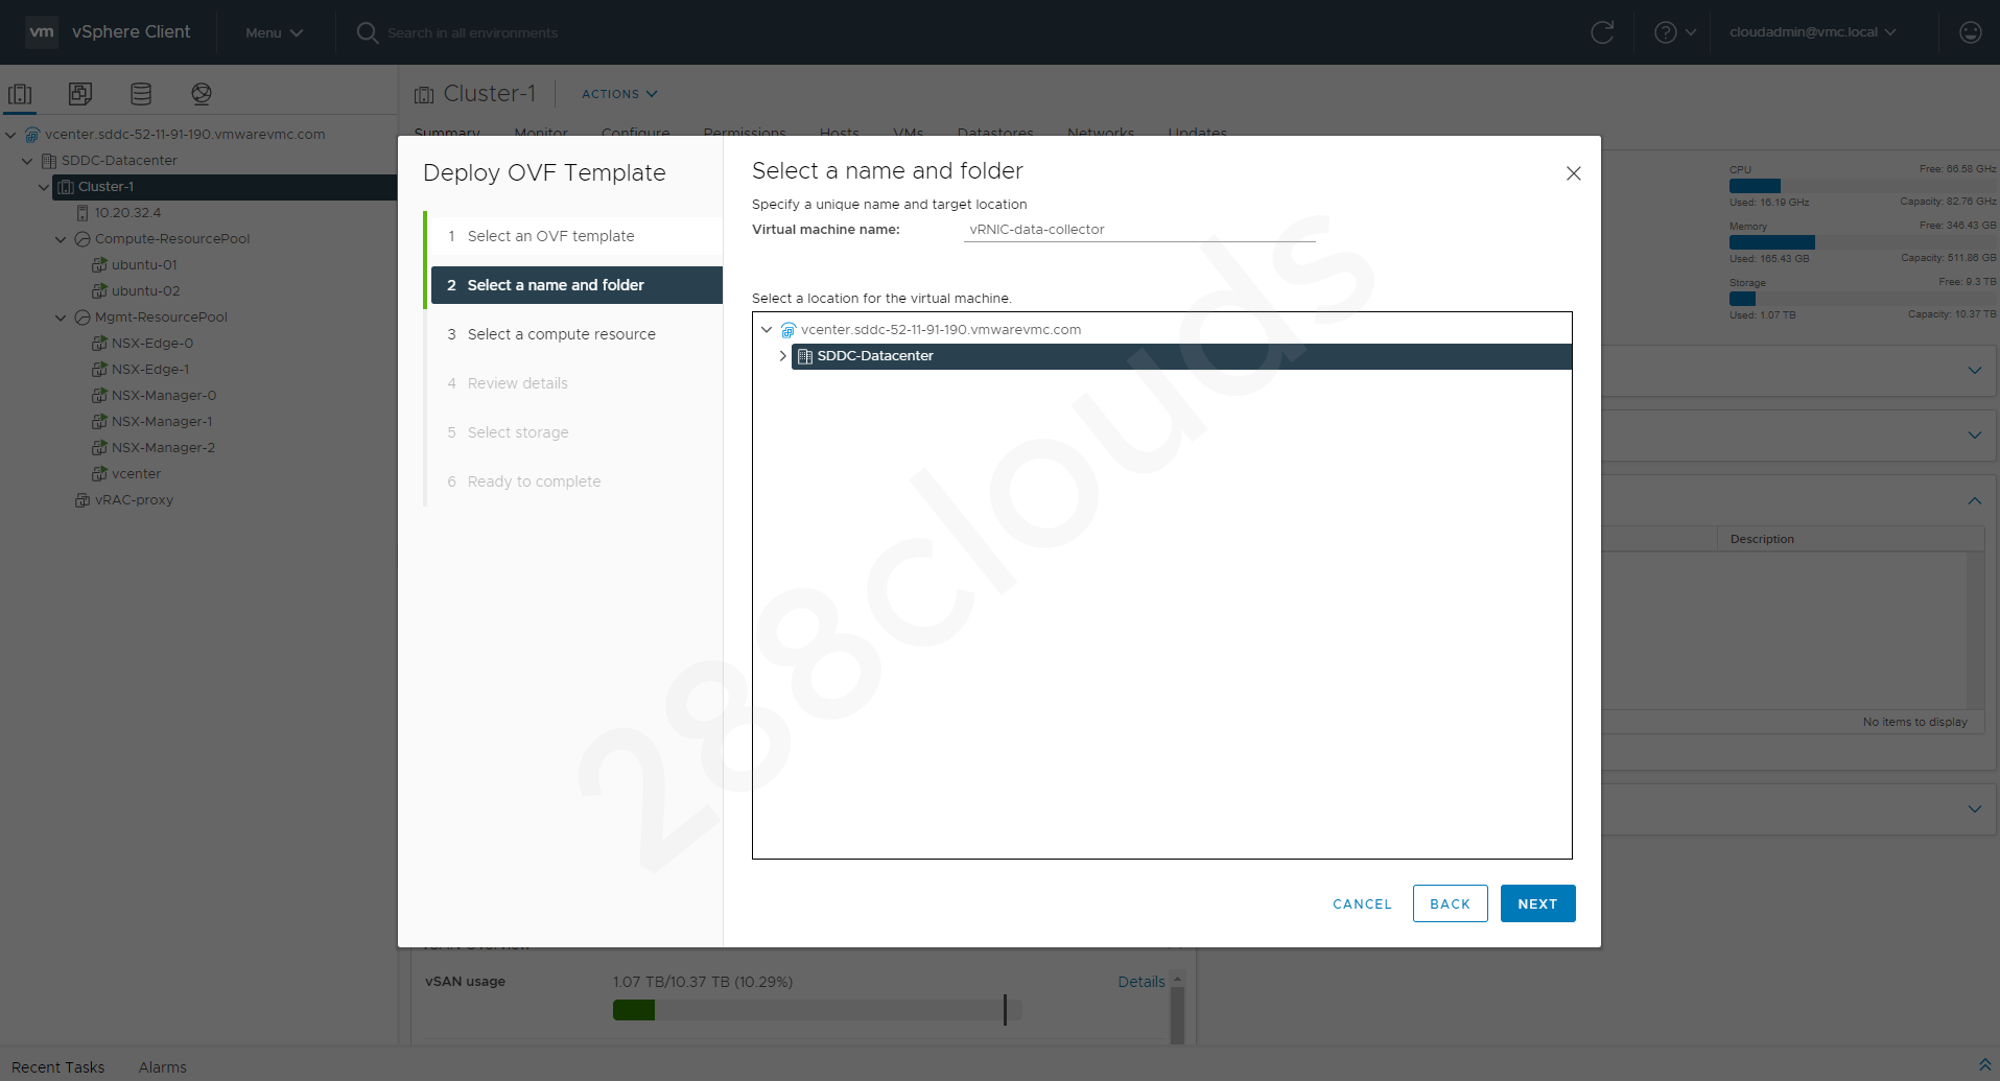 vm vSphere Client Menu Search in all environments cloudadmin@vmc.local
Cluster-1 ACTIONS
Summary Monitor Configure Permissions Hosts VMs Datastores Networks Updates
vcenter.sddc-52-11-91-190.vmwarevmc.com
SDDC-Datacenter
Cluster-1
10.20.32.4
Compute-ResourcePool
ubuntu-01
ubuntu-02
Mgmt-ResourcePool
NSX-Edge-0
NSX-Edge-1
NSX-Manager-0
NSX-Manager-1
NSX-Manager-2
vcenter
vRAC-proxy
Deploy OVF Template
1 Select an OVF template
2 Select a name and folder
3 Select a compute resource
4 Review details
5 Select storage
6 Ready to complete
Select a name and folder
Specify a unique name and target location
Virtual machine name: vRNIC-data-collector
Select a location for the virtual machine.
vcenter.sddc-52-11-91-190.vmwarevmc.com
SDDC-Datacenter
288clouds
CANCEL BACK NEXT
CPU Free: 66.58 GHz
Used: 16.19 GHz Capacity: 82.76 GHz
Memory Free: 346.43 GB
Used: 165.43 GB Capacity: 511.86 GB
Storage Free: 9.3 TB
Used: 1.07 TB Capacity: 10.37 TB
Description
No items to display
vSAN Overview
vSAN usage 1.07 TB/10.37 TB (10.29%) Details
Recent Tasks Alarms